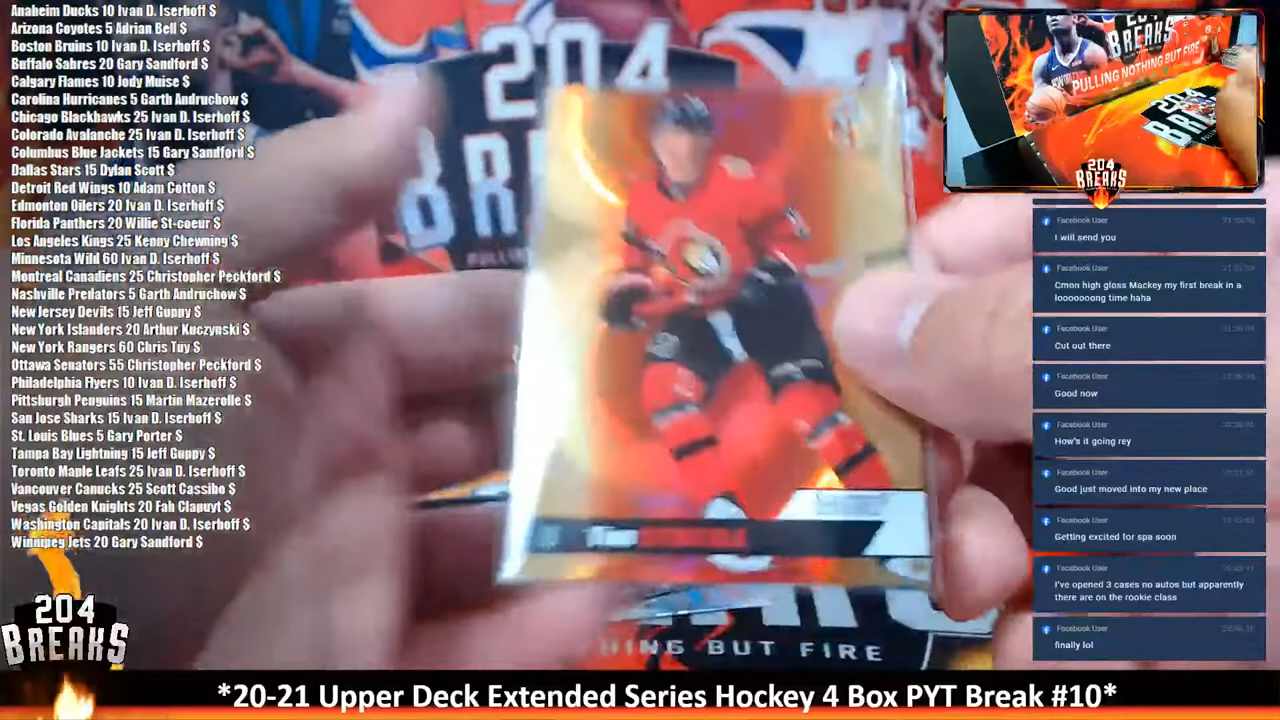 Anaheim Ducks 10 Ivan D. Iserhoff $
Arizona Coyotes 5 Adrian Bell $
Boston Bruins 10 Ivan D. Iserhoff $
Buffalo Sabres 20 Gary Sandford $
Calgary Flames 10 Jody Muise $
Carolina Hurricanes 5 Garth Andruchow $
Chicago Blackhawks 25 Ivan D. Iserhoff $
Colorado Avalanche 25 Ivan D. Iserhoff $
Columbus Blue Jackets 15 Gary Sandford $
Dallas Stars 15 Dylan Scott $
Detroit Red Wings 10 Adam Cotton $
Edmonton Oilers 20 Ivan D. Iserhoff $
Florida Panthers 20 Willie St-coeur $
Los Angeles Kings 25 Kenny Chewning $
Minnesota Wild 60 Ivan D. Iserhoff $
Montreal Canadiens 25 Christopher Peckford $
Nashville Predators 5 Garth Andruchow $
New Jersey Devils 15 Jeff Guppy $
New York Islanders 20 Arthur Kuczynski $
New York Rangers 60 Chris Tuy $
Ottawa Senators 55 Christopher Peckford $
Philadelphia Flyers 10 Ivan D. Iserhoff $
Pittsburgh Penguins 15 Martin Mazerolle $
San Jose Sharks 15 Ivan D. Iserhoff $
St. Louis Blues 5 Gary Porter $
Tampa Bay Lightning 15 Jeff Guppy $
Toronto Maple Leafs 25 Ivan D. Iserhoff $
Vancouver Canucks 25 Scott Cassibo $
Vegas Golden Knights 20 Fah Clapuyt $
Washington Capitals 20 Ivan D. Iserhoff $
Winnipeg Jets 20 Gary Sandford $
204
BREAKS
204
BR
THING BUT FIRE
BREAKS
PULLING NOTHING BUT FIRE
204
BREAKS
Facebook User
I will send you
Facebook User
Cmon high gloss Mackey my first break in a
looooooong time haha
Facebook User
Cut out there
Facebook User
Good now
Facebook User
How's it going rey
Facebook User
Good just moved into my new place
Facebook User
Getting excited for spa soon
Facebook User
I've opened 3 cases no autos but apparently
there are on the rookie class
Facebook User
finally lol
*20-21 Upper Deck Extended Series Hockey 4 Box PYT Break #10*